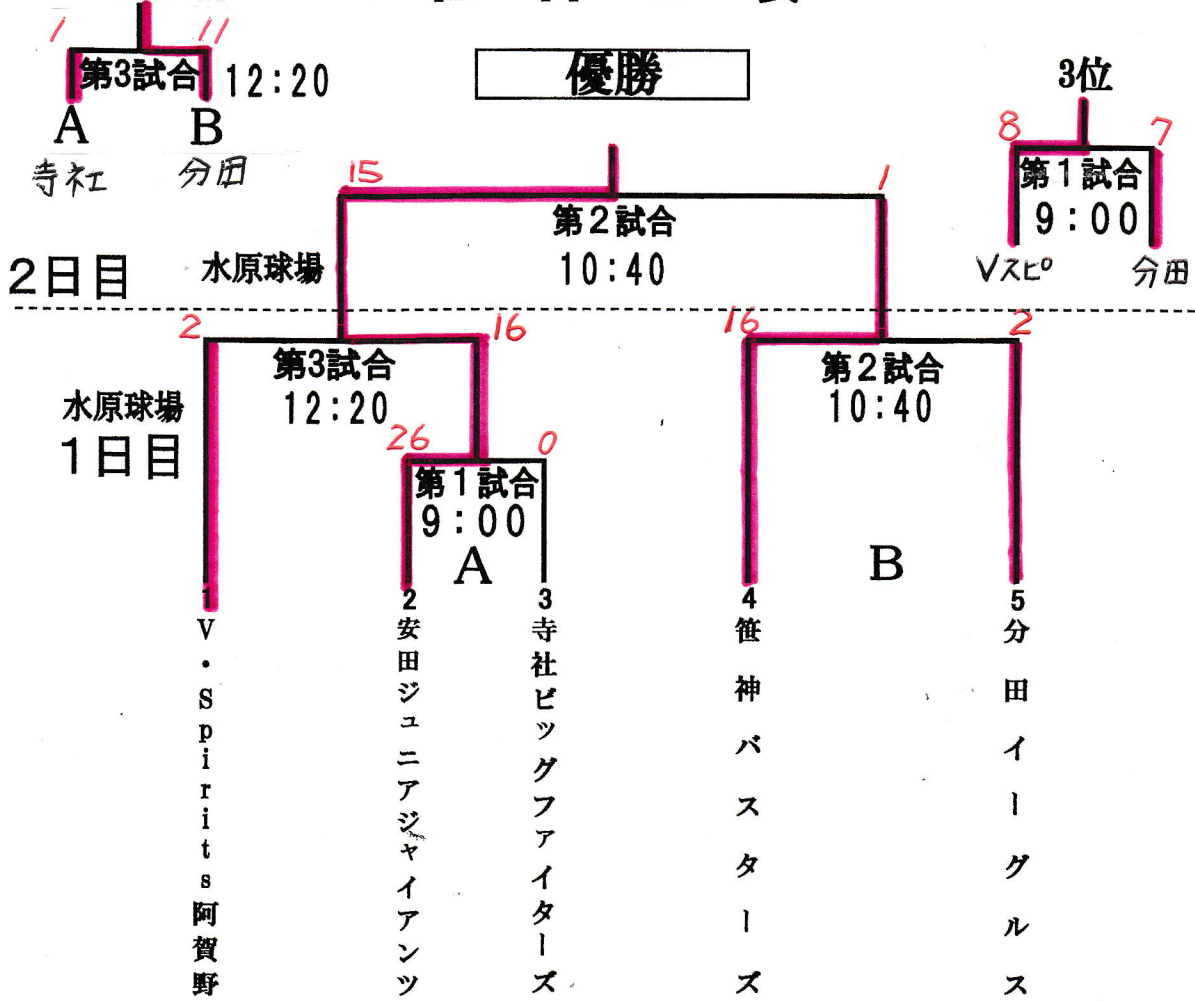 1 11
第3試合 12:20
A B
寺社 分田
優勝
3位
8 7
第1試合
9:00
Vスピ 分田
15 1
第2試合
10:40
2日目 水原球場
2 16
第3試合
12:20
16 2
第2試合
10:40
水原球場
1日目
26 0
第1試合
9:00
A
B
1 V・Spirits阿賀野
2 安田ジュニアジャイアンツ
3 寺社ビッグファイターズ
4 笹神バスターズ
5 分田イーグルス